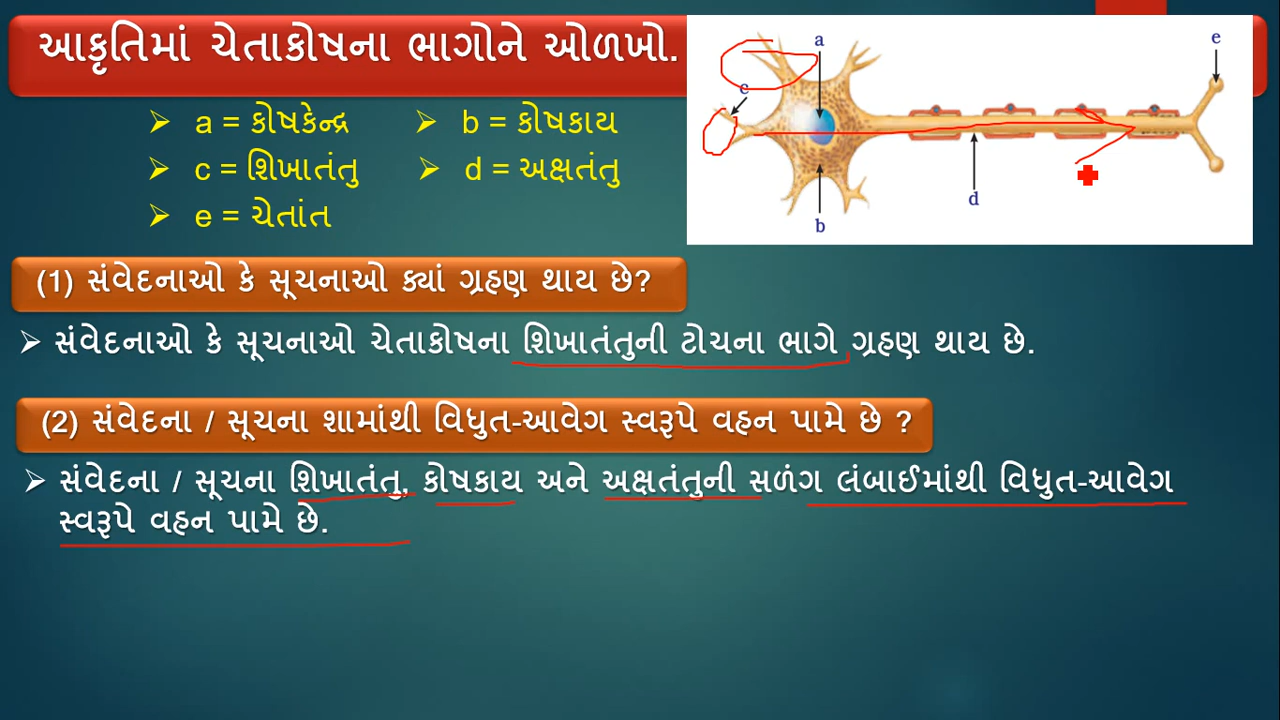 આકૃતિમાં ચેતાકોષના ભાગોને ઓળખો.
➢ a = કોષકેન્દ્ર ➢ b = કોષકાય
➢ c = શિખાતંતુ ➢ d = અક્ષતંતુ
➢ e = ચેતાંત
a
e
c
d
b
(1) સંવેદનાઓ કે સૂચનાઓ ક્યાં ગ્રહણ થાય છે?
➢ સંવેદનાઓ કે સૂચનાઓ ચેતાકોષના શિખાતંતુની ટોચના ભાગે ગ્રહણ થાય છે.
(2) સંવેદના / સૂચના શામાંથી વિધુત-આવેગ સ્વરૂપે વહન પામે છે ?
➢ સંવેદના / સૂચના શિખાતંતુ, કોષકાય અને અક્ષતંતુની સળંગ લંબાઈમાંથી વિધુત-આવેગ
સ્વરૂપે વહન પામે છે.